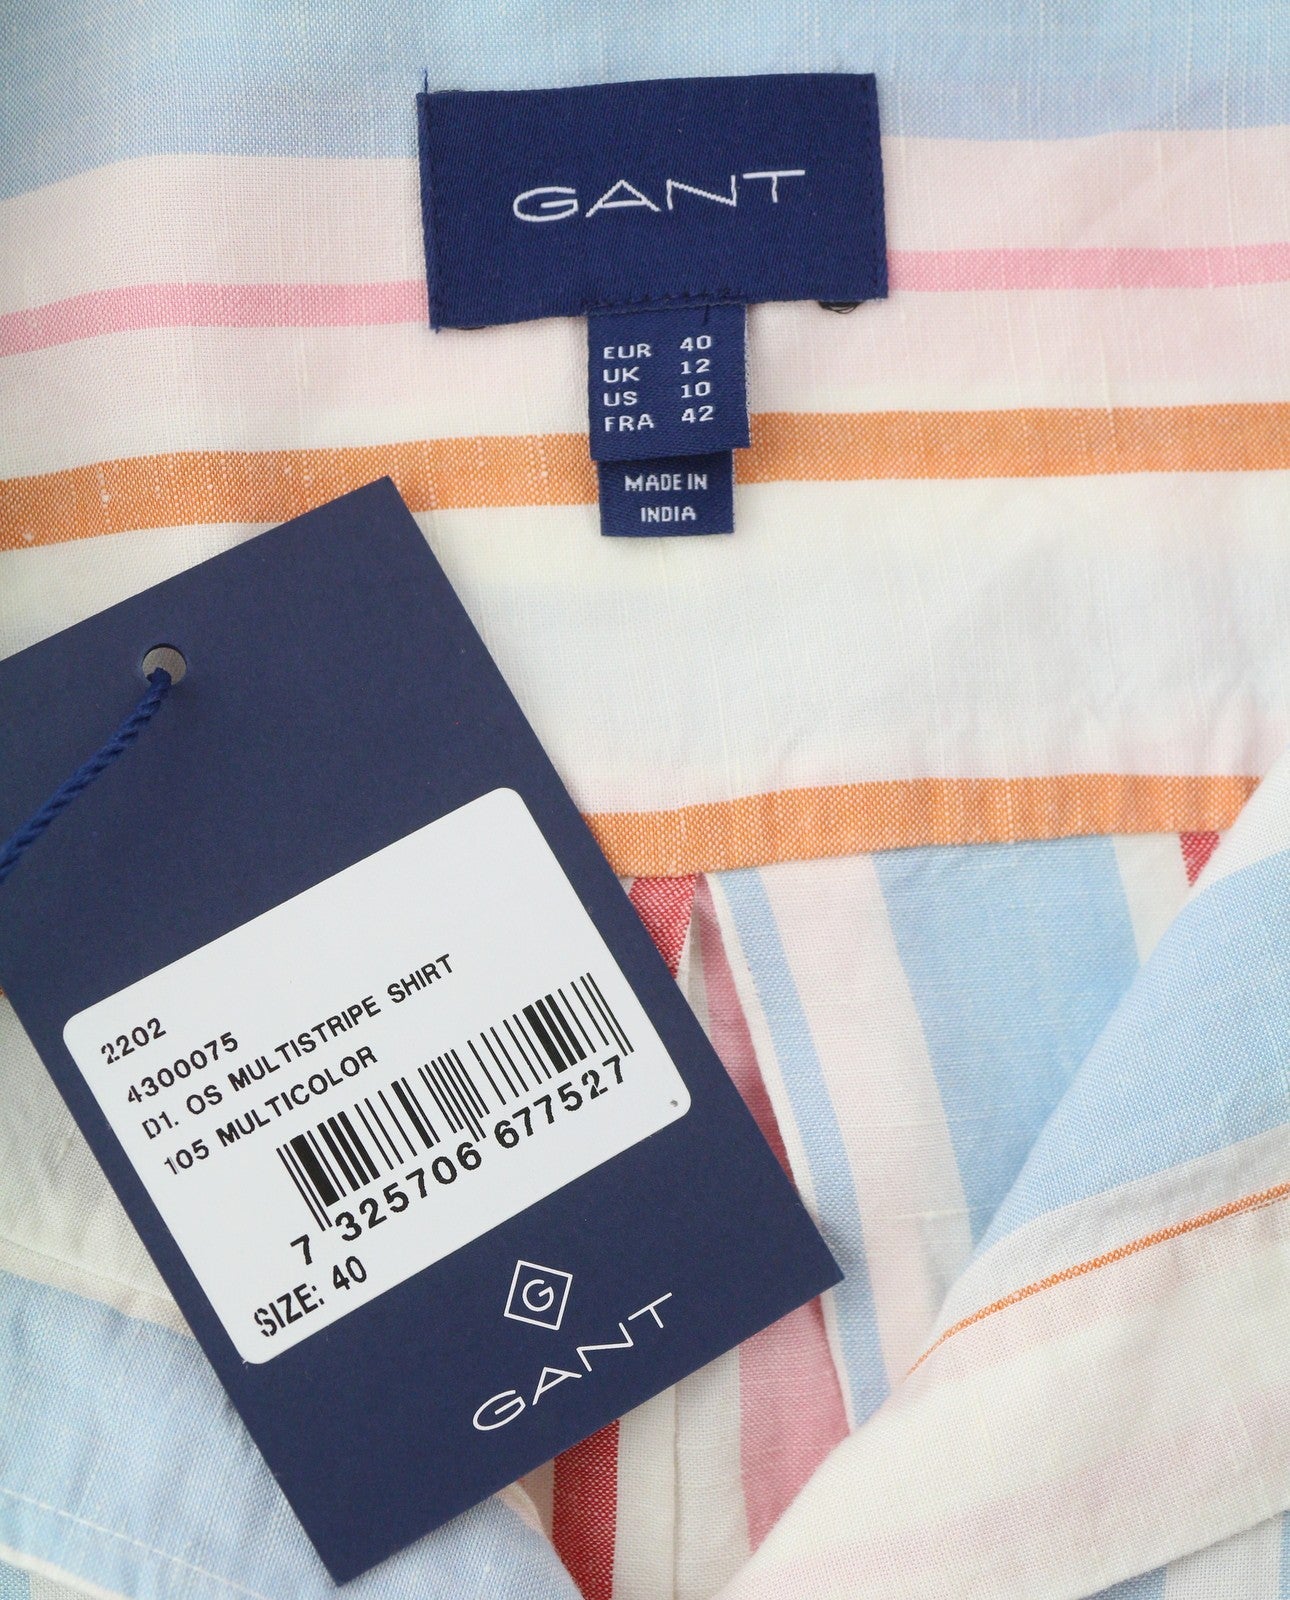 GANT
EUR 40
UK 12
US 10
FRA 42
MADE IN
INDIA
2202
4300075
D1. OS MULTISTRIPE SHIRT
105 MULTICOLOR
7 325706 677527
SIZE: 40
G
GANT